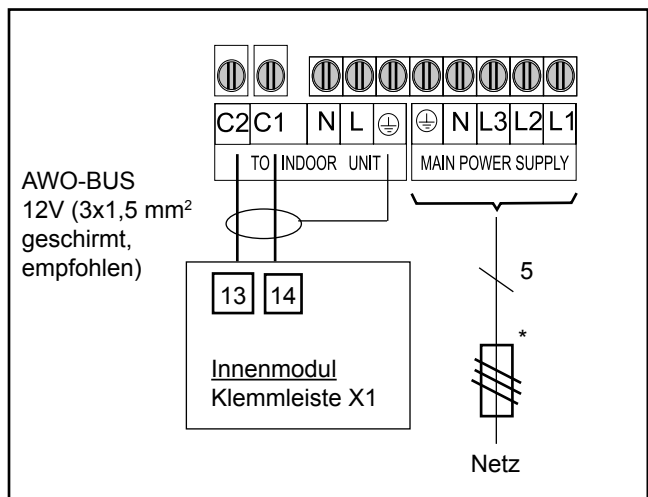 C2 C1 N L N L3 L2 L1
TO INDOOR UNIT MAIN POWER SUPPLY
AWO-BUS
12V (3x1,5 mm²
geschirmt,
empfohlen)
5
13 14
*
Innenmodul
Klemmleiste X1
Netz